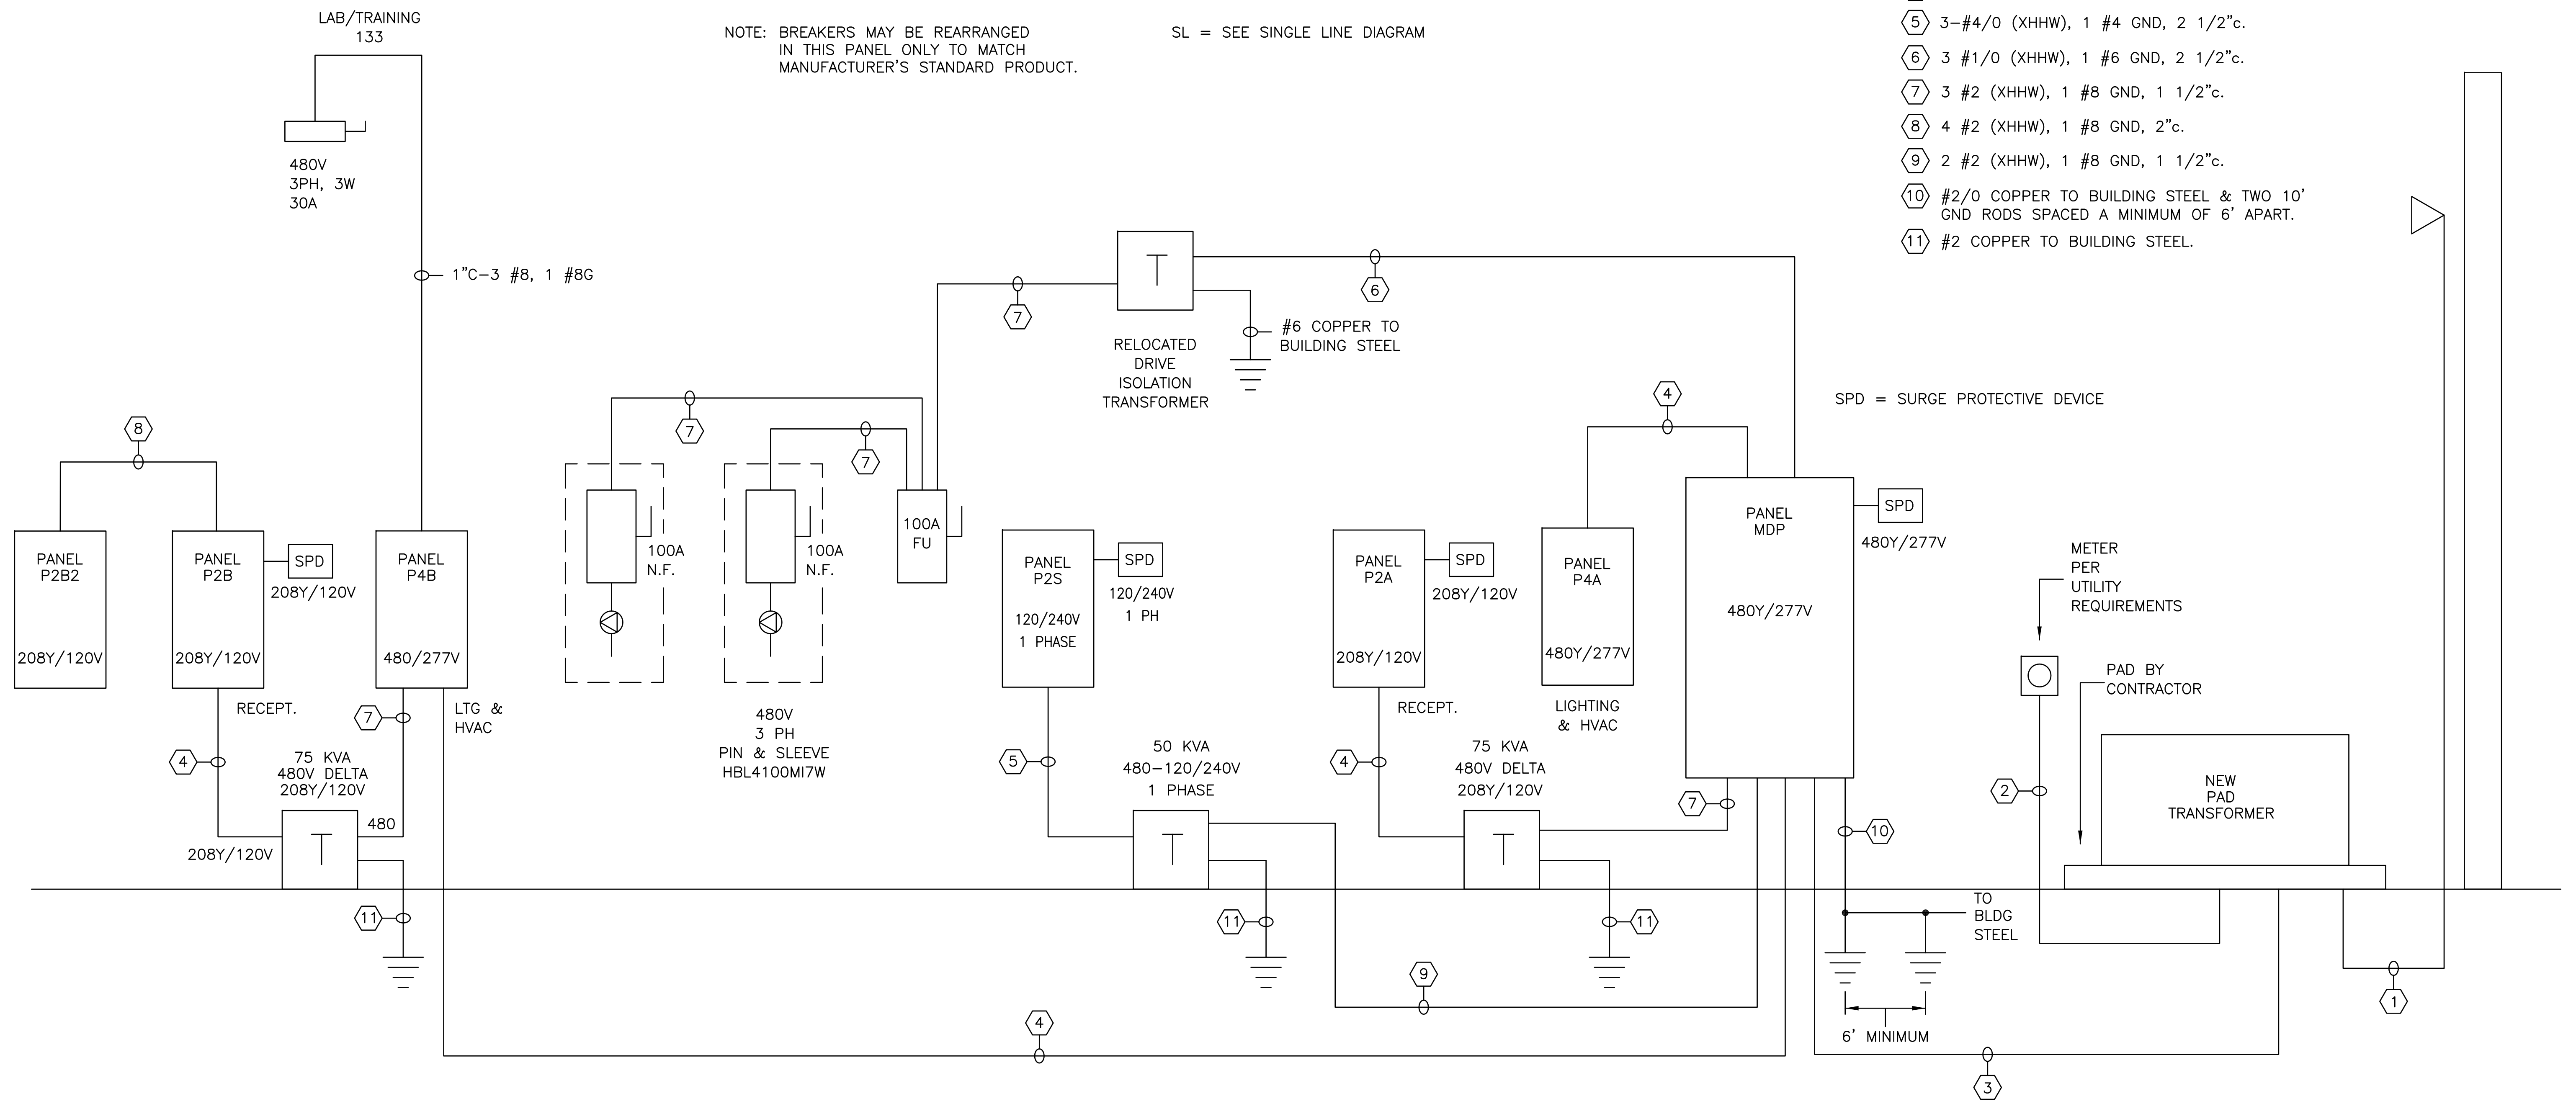 LAB/TRAINING
133
NOTE: BREAKERS MAY BE REARRANGED
IN THIS PANEL ONLY TO MATCH
MANUFACTURER'S STANDARD PRODUCT.
SL = SEE SINGLE LINE DIAGRAM
5 3-#4/0 (XHHW), 1 #4 GND, 2 1/2"c.
6 3 #1/0 (XHHW), 1 #6 GND, 2 1/2"c.
7 3 #2 (XHHW), 1 #8 GND, 1 1/2"c.
8 4 #2 (XHHW), 1 #8 GND, 2"c.
9 2 #2 (XHHW), 1 #8 GND, 1 1/2"c.
10 #2/0 COPPER TO BUILDING STEEL & TWO 10'
GND RODS SPACED A MINIMUM OF 6' APART.
11 #2 COPPER TO BUILDING STEEL.
480V
3PH, 3W
30A
1"C-3 #8, 1 #8G
T
6
7
#6 COPPER TO
BUILDING STEEL
RELOCATED
DRIVE
ISOLATION
TRANSFORMER
4
SPD = SURGE PROTECTIVE DEVICE
8
7
7
PANEL
P2B2
208Y/120V
PANEL
P2B
208Y/120V
SPD
208Y/120V
RECEPT.
PANEL
P4B
480/277V
LTG &
HVAC
100A
N.F.
100A
N.F.
100A
FU
480V
3 PH
PIN & SLEEVE
HBL4100MI7W
PANEL
P2S
120/240V
1 PHASE
SPD
120/240V
1 PH
PANEL
P2A
208Y/120V
SPD
208Y/120V
RECEPT.
PANEL
P4A
480Y/277V
LIGHTING
& HVAC
PANEL
MDP
480Y/277V
SPD
480Y/277V
METER
PER
UTILITY
REQUIREMENTS
PAD BY
CONTRACTOR
NEW
PAD
TRANSFORMER
7
4
75 KVA
480V DELTA
208Y/120V
480
208Y/120V
T
11
5
50 KVA
480-120/240V
1 PHASE
T
11
4
75 KVA
480V DELTA
208Y/120V
T
11
7
10
2
TO
BLDG
STEEL
6' MINIMUM
9
4
3
1